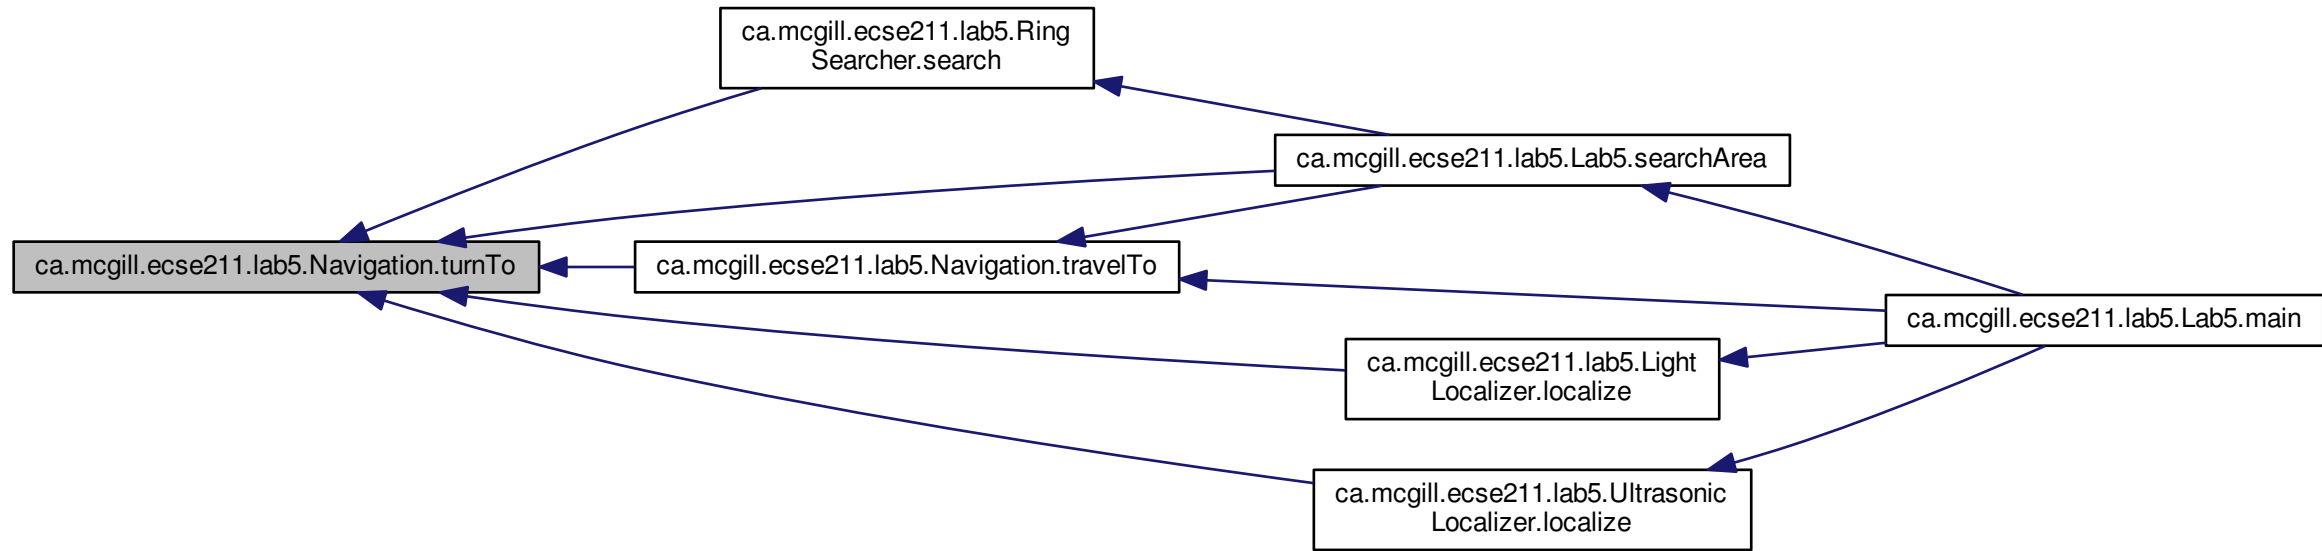 ca.mcgill.ecse211.lab5.Ring
Searcher.search
ca.mcgill.ecse211.lab5.Lab5.searchArea
ca.mcgill.ecse211.lab5.Navigation.turnTo
ca.mcgill.ecse211.lab5.Navigation.travelTo
ca.mcgill.ecse211.lab5.Lab5.main
ca.mcgill.ecse211.lab5.Light
Localizer.localize
ca.mcgill.ecse211.lab5.Ultrasonic
Localizer.localize